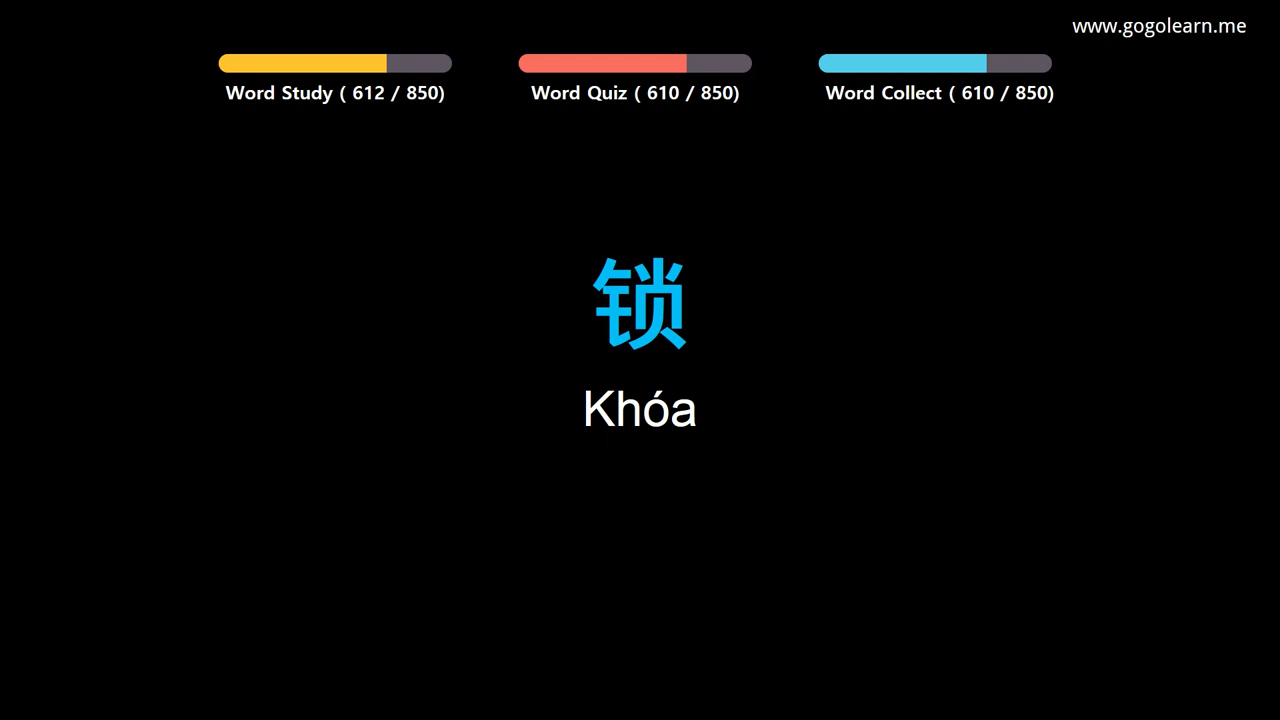 www.gogolearn.me
Word Study ( 612 / 850)
Word Quiz ( 610 / 850)
Word Collect ( 610 / 850)
锁
Khóa